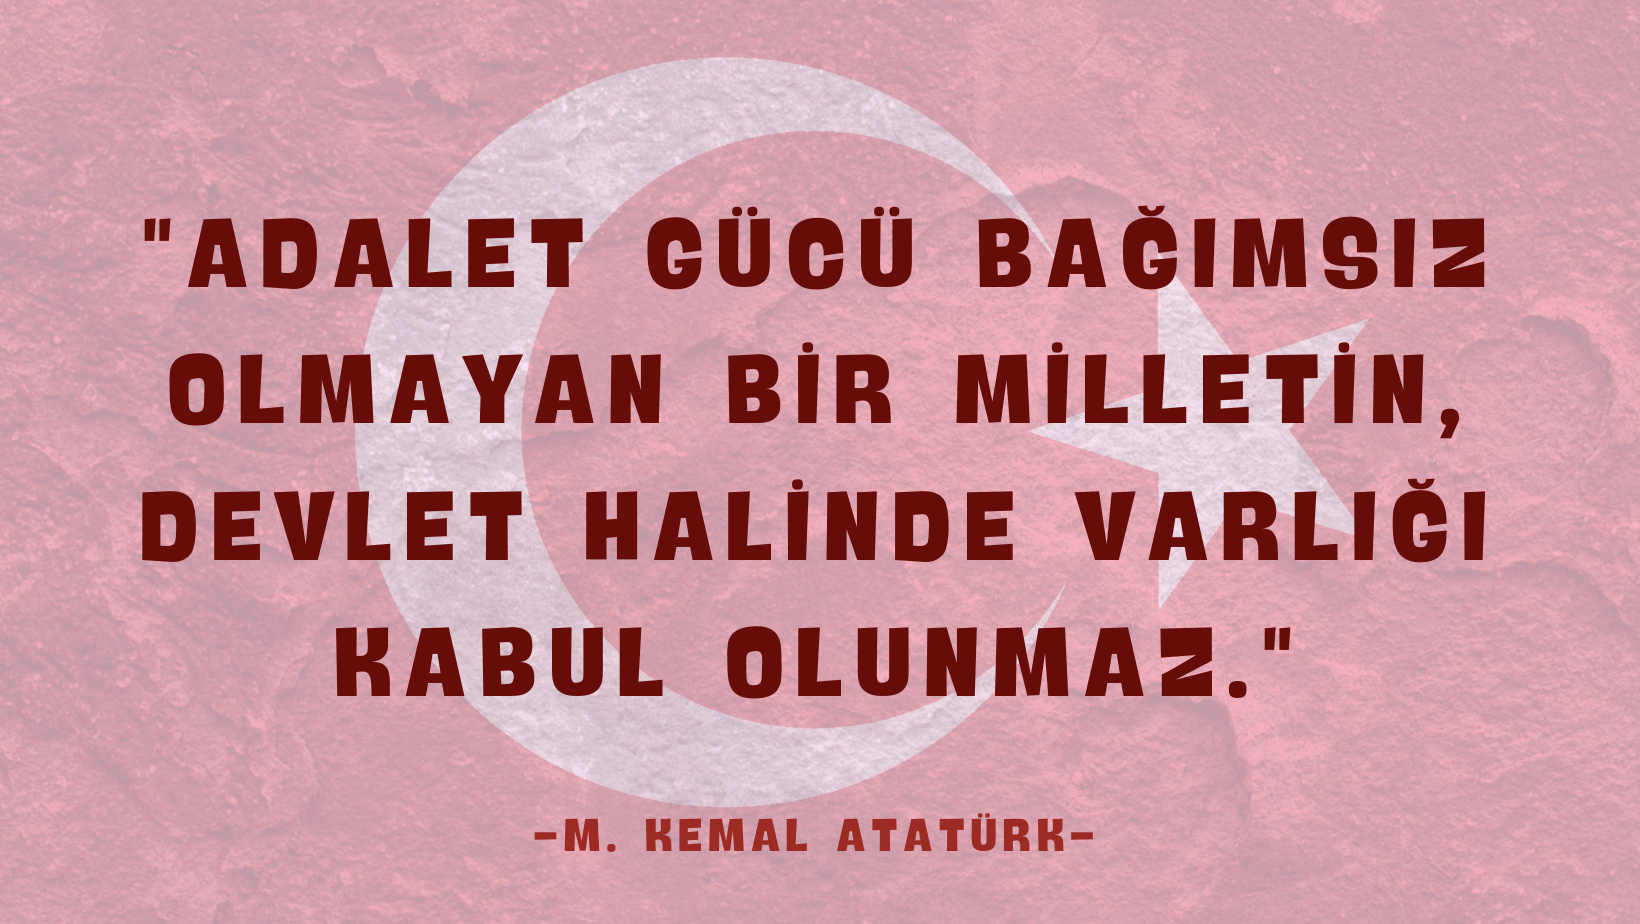 "ADALET GÜCÜ BAĞIMSIZ
OLMAYAN BİR MİLLETİN,
DEVLET HALİNDE VARLIĞI
KABUL OLUNMAZ."
-M. KEMAL ATATÜRK-